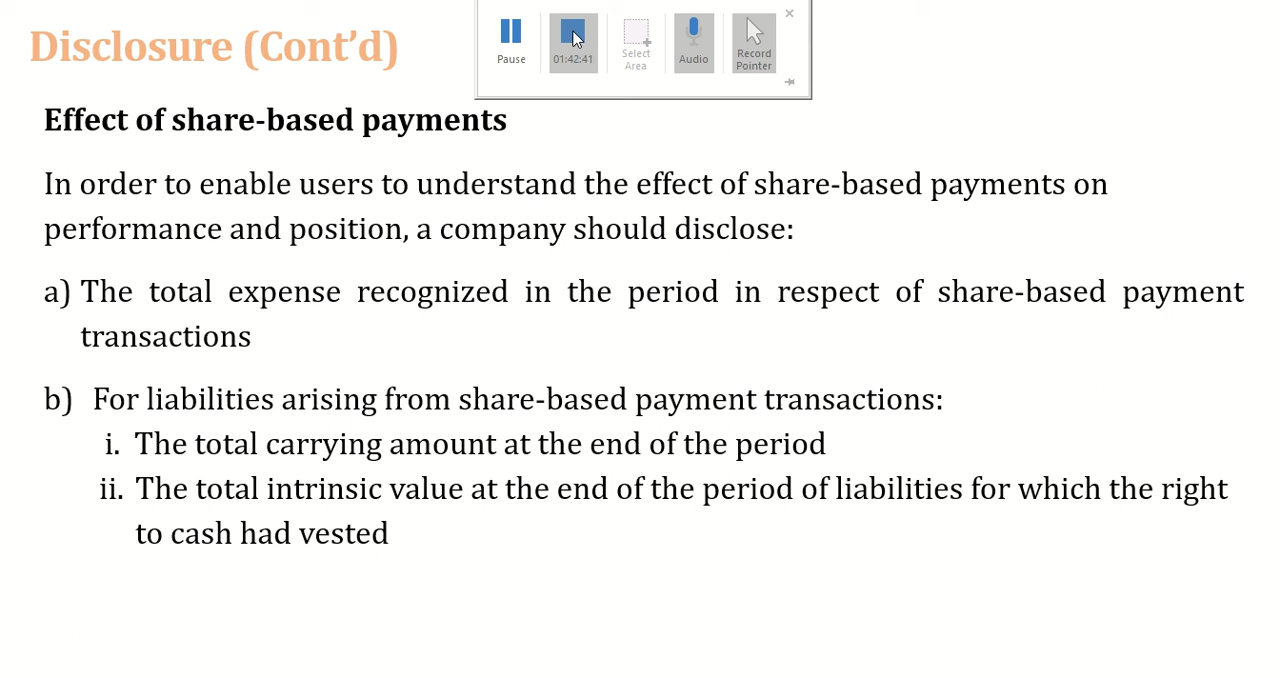 Disclosure (Cont’d)
Pause
01:42:41
Select
Area
Audio
Record
Pointer
Effect of share-based payments
In order to enable users to understand the effect of share-based payments on
performance and position, a company should disclose:
a) The total expense recognized in the period in respect of share-based payment
transactions
b) For liabilities arising from share-based payment transactions:
i. The total carrying amount at the end of the period
ii. The total intrinsic value at the end of the period of liabilities for which the right
to cash had vested